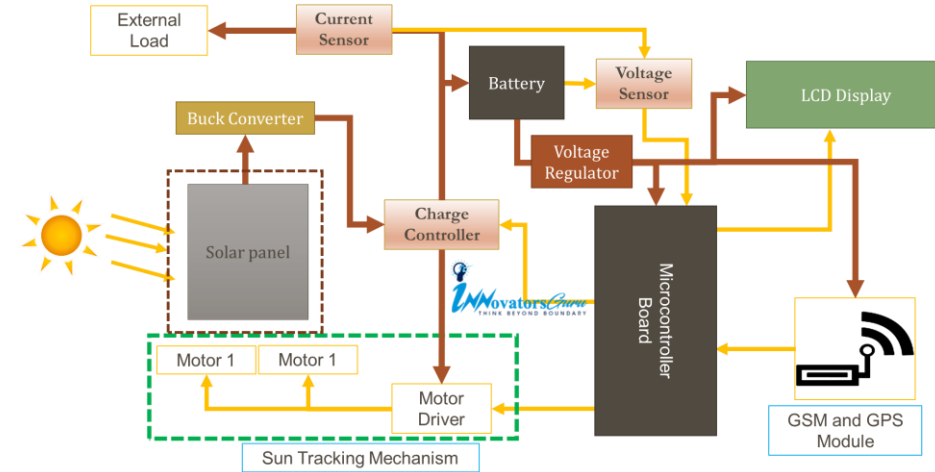 External
Load
Current
Sensor
Battery
Voltage
Sensor
LCD Display
Buck Converter
Voltage
Regulator
Solar panel
Charge
Controller
Microcontroller
Board
iNNovatorsGuru
THINK BEYOND BOUNDARY
Motor 1
Motor 1
Motor
Driver
GSM and GPS
Module
Sun Tracking Mechanism